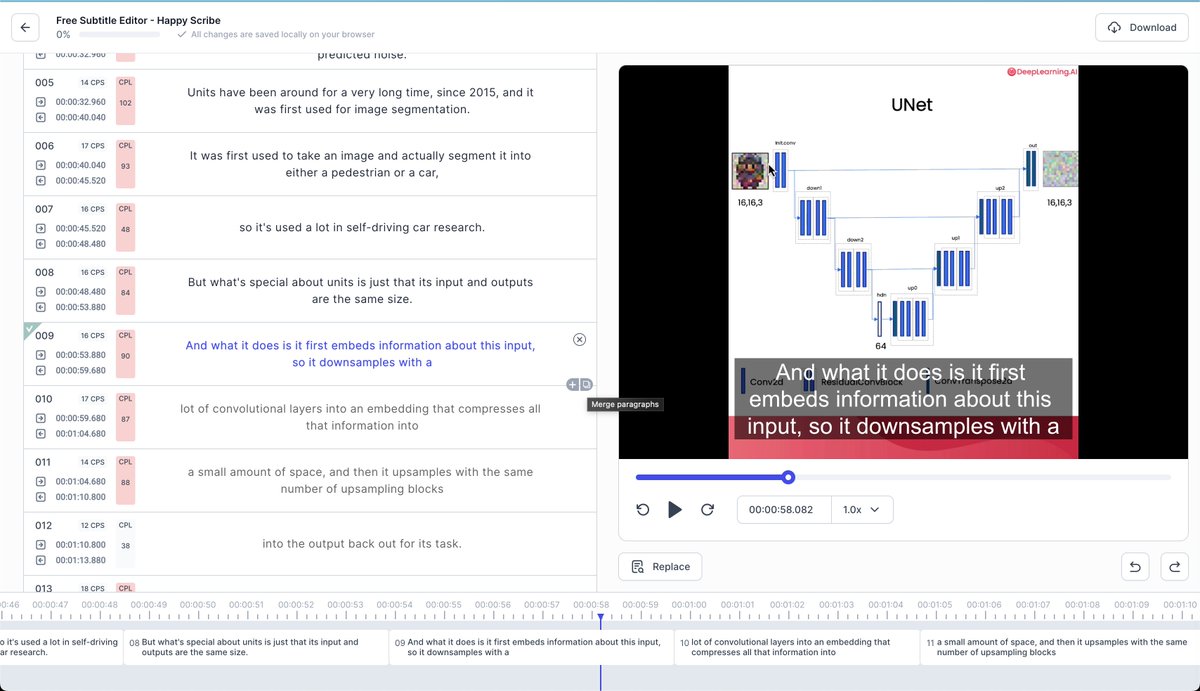 Free Subtitle Editor - Happy Scribe
0%
All changes are saved locally on your browser
Download
00:00:32.960
predicted noise.
005
14 CPS
CPL
00:00:32.960
102
00:00:40.040
Units have been around for a very long time, since 2015, and it
was first used for image segmentation.
006
17 CPS
CPL
00:00:40.040
93
00:00:45.520
It was first used to take an image and actually segment it into
either a pedestrian or a car,
007
16 CPS
CPL
00:00:45.520
48
00:00:48.480
so it's used a lot in self-driving car research.
008
16 CPS
CPL
00:00:48.480
84
00:00:53.880
But what's special about units is just that its input and outputs
are the same size.
009
16 CPS
CPL
00:00:53.880
90
00:00:59.680
And what it does is it first embeds information about this input,
so it downsamples with a
010
17 CPS
CPL
00:00:59.680
87
00:01:04.680
lot of convolutional layers into an embedding that compresses all
that information into
Merge paragraphs
011
14 CPS
CPL
00:01:04.680
88
00:01:10.800
a small amount of space, and then it upsamples with the same
number of upsampling blocks
012
12 CPS
CPL
00:01:10.800
38
00:01:13.880
into the output back out for its task.
013
18 CPS
CPL
DeepLearning.AI
UNet
init conv
out
16,16,3
16,16,3
down1
up2
down2
up1
hdn
up0
64
Conv2d
ResidualConvBlock
ConvTranspose2d
And what it does is it first
embeds information about this
input, so it downsamples with a
00:00:58.082
1.0x
Replace
0:46 00:00:47 00:00:48 00:00:49 00:00:50 00:00:51 00:00:52 00:00:53 00:00:54 00:00:55 00:00:56 00:00:57 00:00:58 00:00:59 00:01:00 00:01:01 00:01:02 00:01:03 00:01:04 00:01:05 00:01:06 00:01:07 00:01:08 00:01:09 00:01:10
o it's used a lot in self-driving
ar research.
08 But what's special about units is just that its input and
outputs are the same size.
09 And what it does is it first embeds information about this input,
so it downsamples with a
10 lot of convolutional layers into an embedding that
compresses all that information into
11 a small amount of space, and then it upsamples with the same
number of upsampling blocks